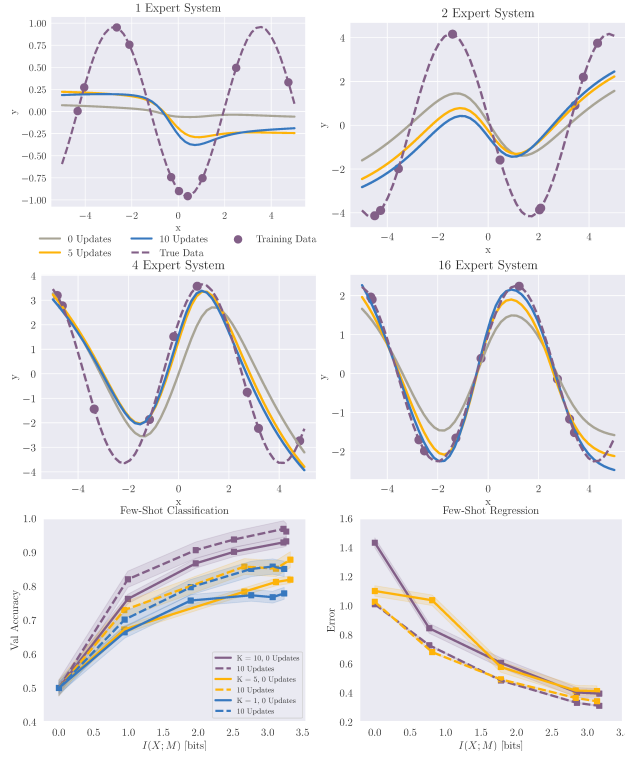 1 Expert System
1.00
0.75
0.50
0.25
0.00
−0.25
−0.50
−0.75
−1.00
y
−4 −2 0 2 4
x
2 Expert System
4
2
0
−2
−4
y
−4 −2 0 2 4
x
0 Updates
5 Updates
10 Updates
True Data
Training Data
4 Expert System
4
3
2
1
0
−1
−2
−3
−4
y
−4 −2 0 2 4
x
16 Expert System
2
1
0
−1
−2
y
−4 −2 0 2 4
x
Few-Shot Classification
1.0
0.9
0.8
0.7
0.6
0.5
0.4
Val Accuracy
0.0 0.5 1.0 1.5 2.0 2.5 3.0 3.5
I(X; M) [bits]
K = 10, 0 Updates
10 Updates
K = 5, 0 Updates
10 Updates
K = 1, 0 Updates
10 Updates
Few-Shot Regression
1.6
1.4
1.2
1.0
0.8
0.6
0.4
0.2
Error
0.0 0.5 1.0 1.5 2.0 2.5 3.0 3.5
I(X; M) [bits]